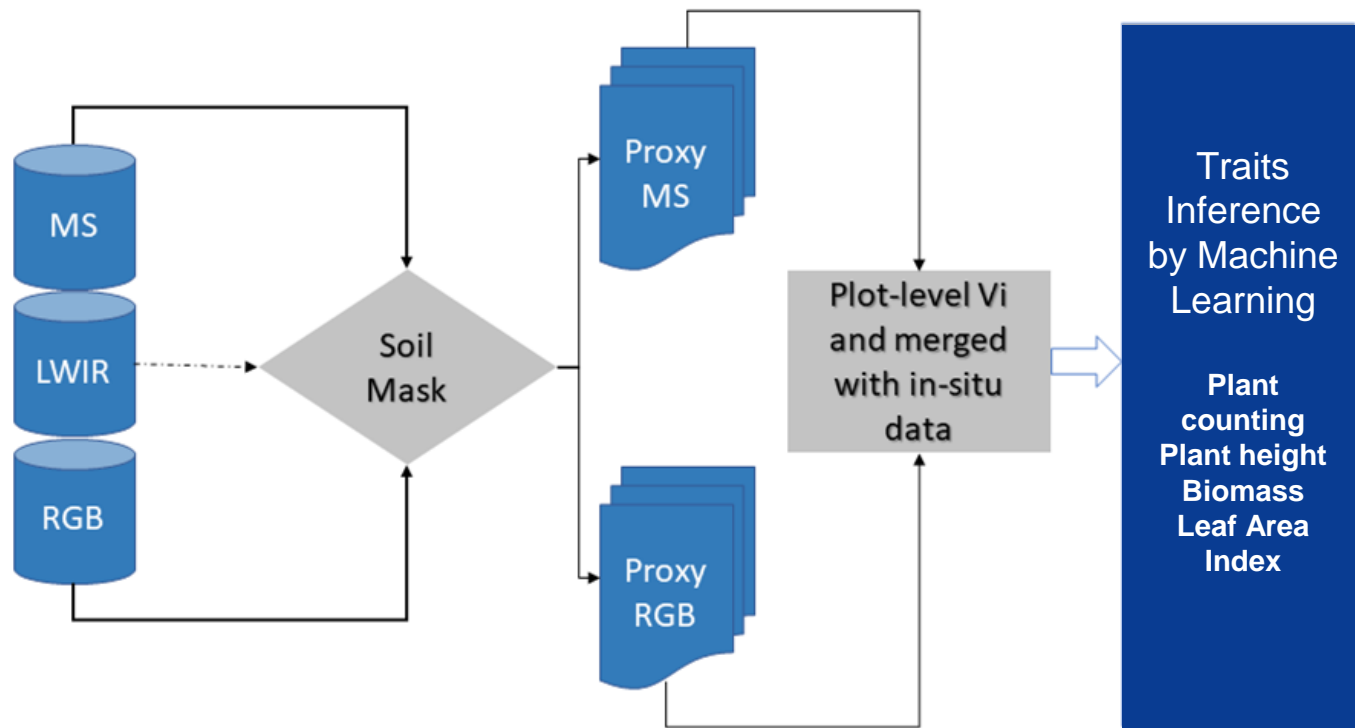 MS
LWIR
RGB
Soil
Mask
Proxy
MS
Proxy
RGB
Plot-level Vi
and merged
with in-situ
data
Traits
Inference
by Machine
Learning
Plant
counting
Plant height
Biomass
Leaf Area
Index